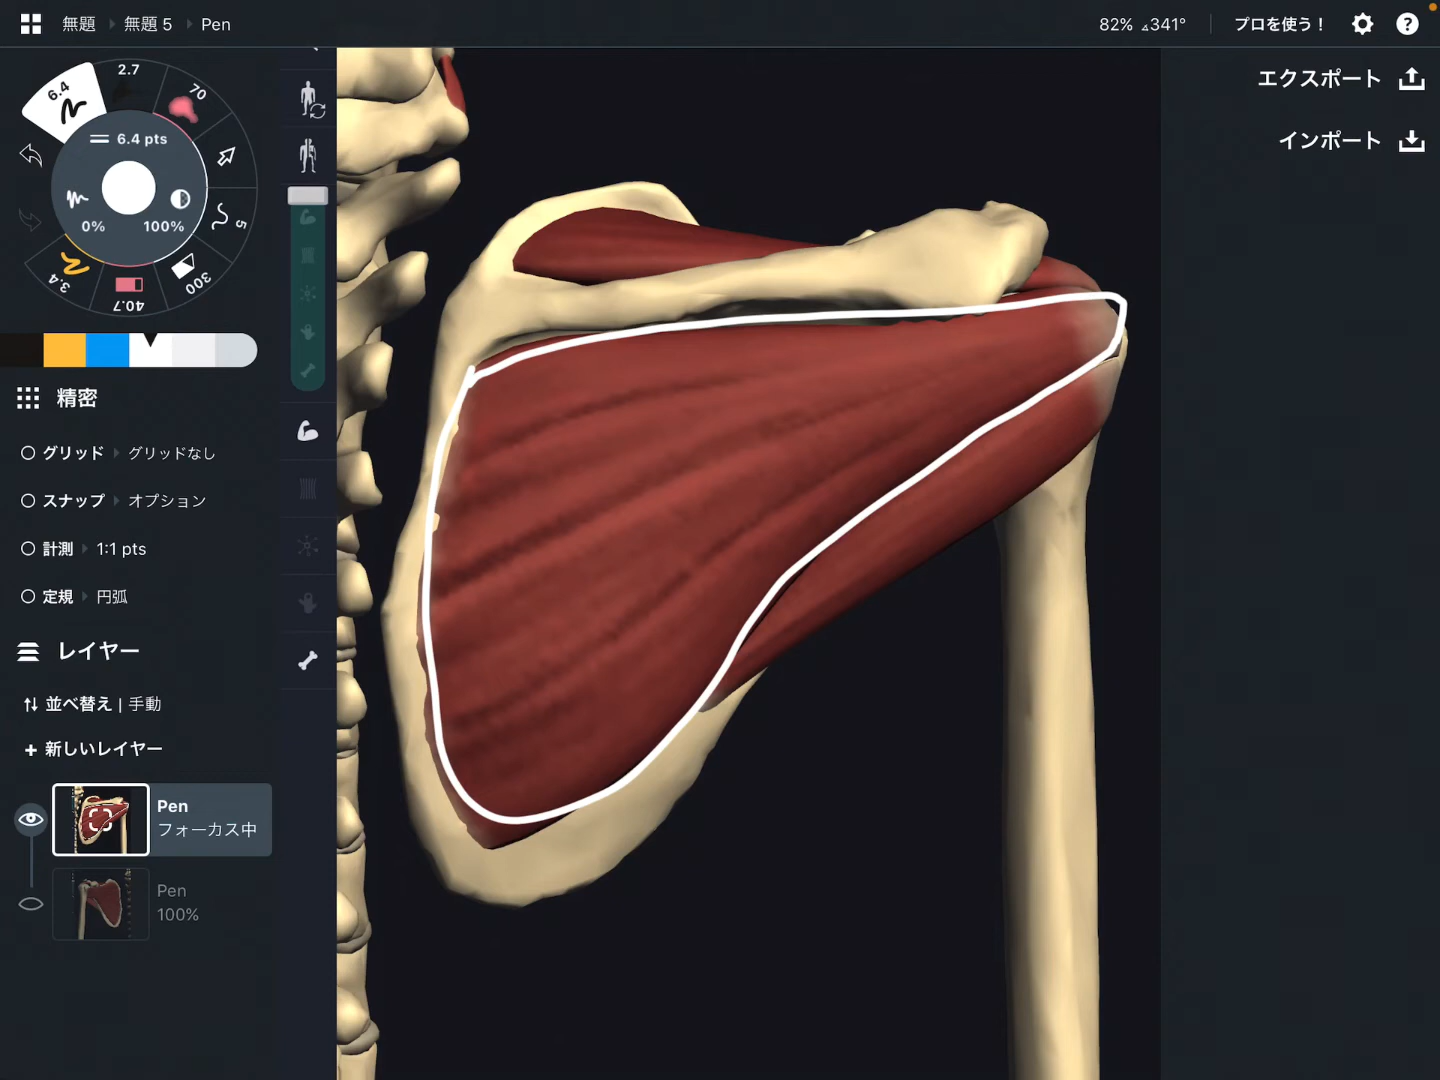 無題 無題 5 Pen
82% ⊿341° プロを使う!
エクスポート
インポート
2.7
6.4
70
6.4 pts
0% 100%
5
3.4
40.7
300
精密
グリッド グリッドなし
スナップ オプション
計測 1:1 pts
定規 円弧
レイヤー
並べ替え | 手動
+ 新しいレイヤー
Pen
フォーカス中
Pen
100%